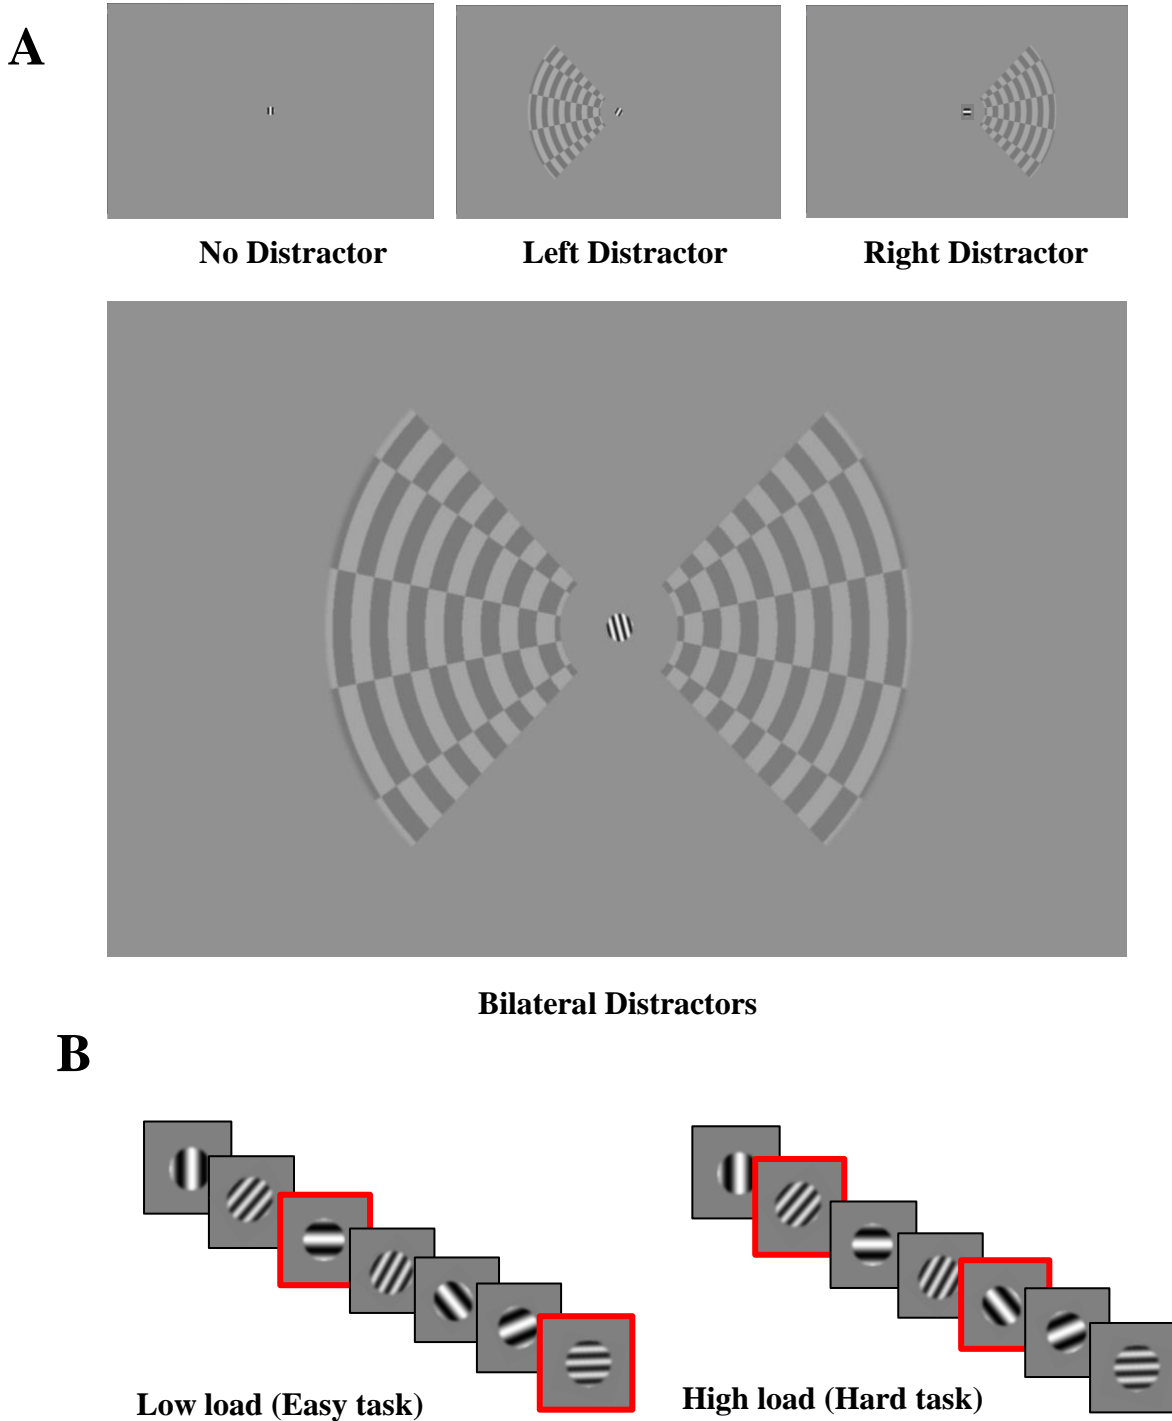 A
No Distractor
Left Distractor
Right Distractor
Bilateral Distractors
B
Low load (Easy task)
High load (Hard task)